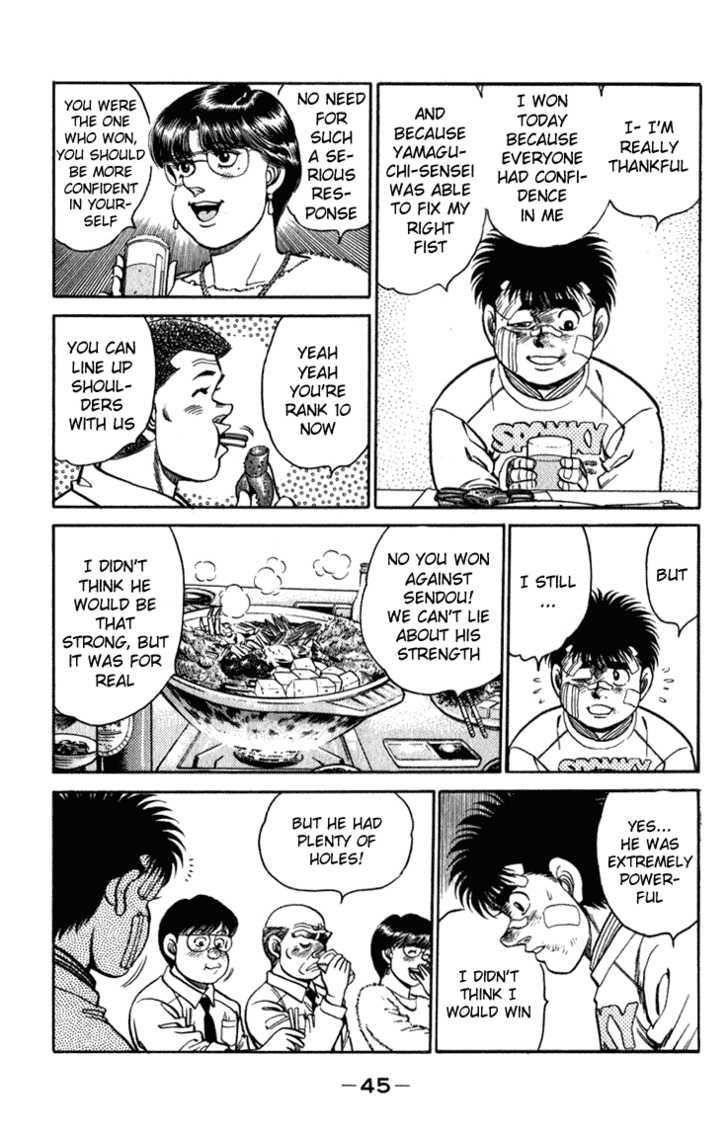 I- I'M
REALLY
THANKFUL
I WON
TODAY
BECAUSE
EVERYONE
HAD CONFI-
DENCE
IN ME
AND
BECAUSE
YAMAGU-
CHI-SENSEI
WAS ABLE
TO FIX MY
RIGHT
FIST
SPANKY
NO NEED
FOR
SUCH
A SE-
RIOUS
RES-
PONSE
YOU WERE
THE ONE
WHO WON,
YOU SHOULD
BE MORE
CONFIDENT
IN YOUR-
SELF
YEAH
YEAH
YOU'RE
RANK 10
NOW
YOU CAN
LINE UP
SHOUL-
DERS
WITH US
BUT
I STILL
...
SPANKY
NO YOU WON
AGAINST
SENDOU!
WE CAN'T LIE
ABOUT HIS
STRENGTH
I DIDN'T
THINK HE
WOULD BE
THAT
STRONG, BUT
IT WAS FOR
REAL
YES...
HE WAS
EXTREMELY
POWER-
FUL
I DIDN'T
THINK I
WOULD WIN
KY
BUT HE HAD
PLENTY OF
HOLES!
—45—